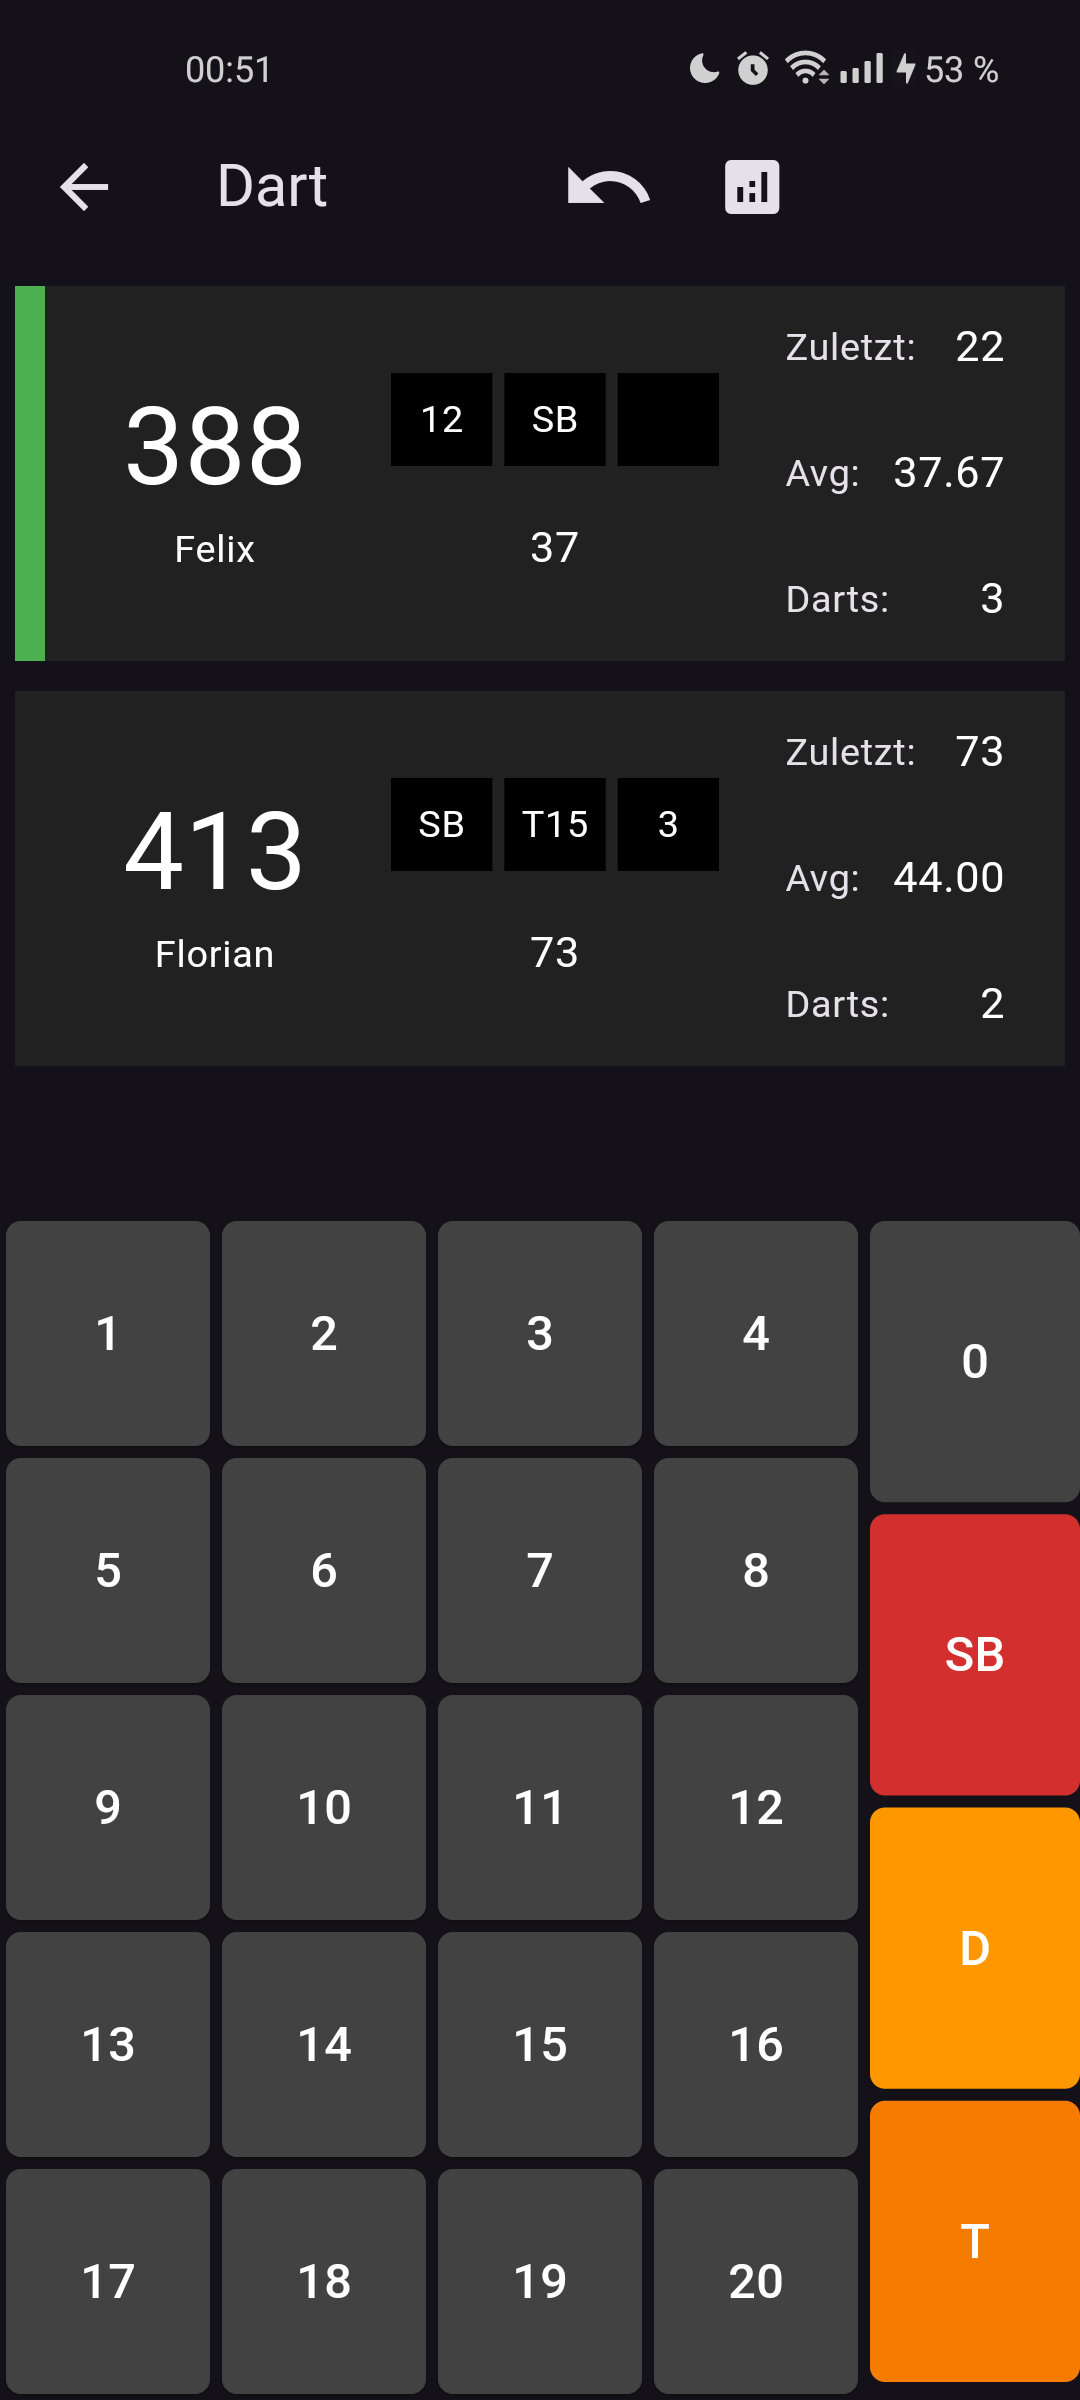 00:51 53 %
Dart
388
Felix
12 SB
37
Zuletzt: 22
Avg: 37.67
Darts: 3
413
Florian
SB T15 3
73
Zuletzt: 73
Avg: 44.00
Darts: 2
1 2 3 4 0
5 6 7 8
SB
9 10 11 12
D
13 14 15 16
T
17 18 19 20